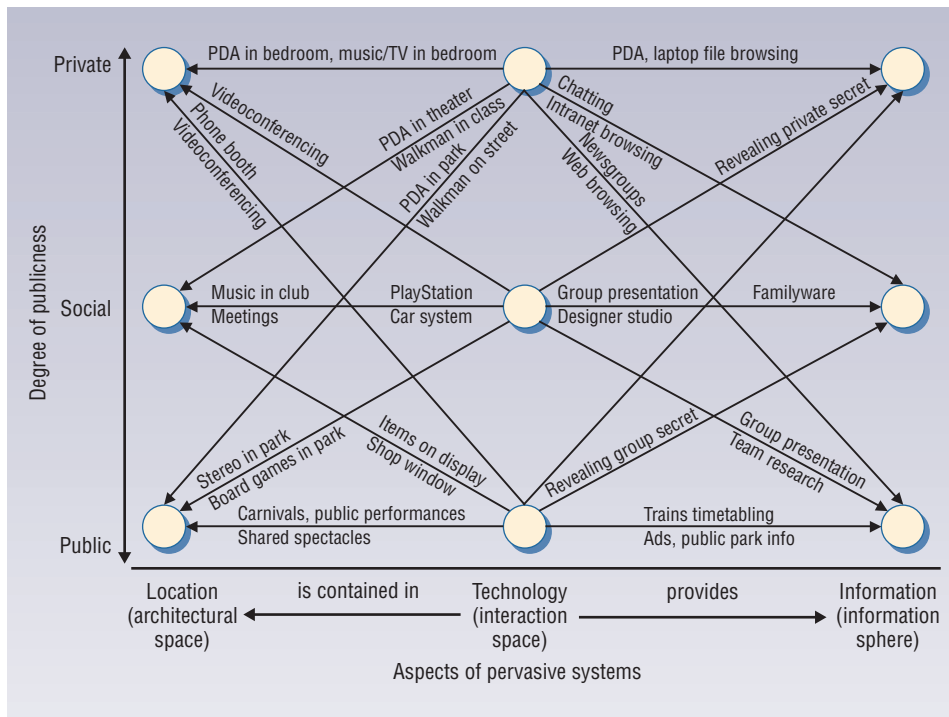 Private
PDA in bedroom, music/TV in bedroom
PDA, laptop file browsing
Videoconferencing
Phone booth
Videoconferencing
PDA in theater
Walkman in class
PDA in park
Walkman on street
Chatting
Intranet browsing
Newsgroups
Web browsing
Revealing private secret
Degree of publicness
Social
Music in club
Meetings
PlayStation
Car system
Group presentation
Designer studio
Familyware
Stereo in park
Board games in park
Items on display
Shop window
Revealing group secret
Group presentation
Team research
Public
Carnivals, public performances
Shared spectacles
Trains timetabling
Ads, public park info
Location
(architectural
space)
is contained in
Technology
(interaction
space)
provides
Information
(information
sphere)
Aspects of pervasive systems